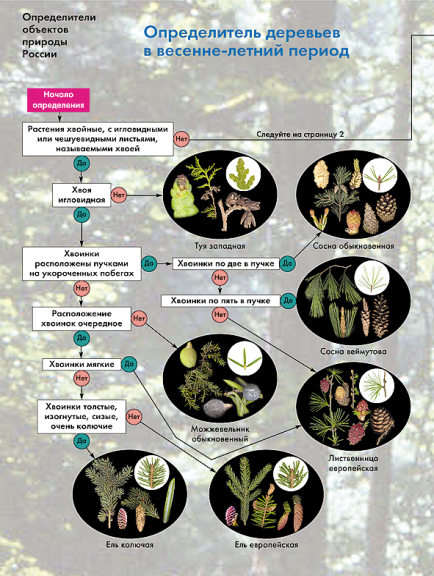 Определители
объектов
природы
России
Определитель деревьев
в весенне-летний период
Начало
определения
Растения хвойные, с игловидными
или чешуевидными листьями,
называемыми хвоей
Нет
Следуйте на страницу 2
Да
Хвоя
игловидная
Нет
Да
Туя западная
Сосна обыкновенная
Хвоинки
расположены пучками
на укороченных побегах
Да
Хвоинки по две в пучке
Да
Нет
Нет
Хвоинки по пять в пучке
Да
Расположение
хвоинок очередное
Нет
Нет
Да
Сосна веймутова
Хвоинки мягкие
Да
Нет
Хвоинки толстые,
изогнутые, сизые,
очень колючие
Нет
Можжевельник
обыкновенный
Да
Лиственница
европейская
Ель колючая
Ель европейская